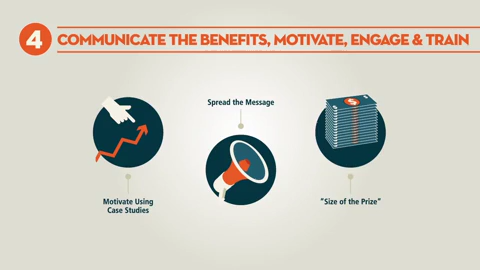 4 COMMUNICATE THE BENEFITS, MOTIVATE, ENGAGE & TRAIN
Spread the Message
$
Motivate Using
Case Studies
"Size of the Prize"